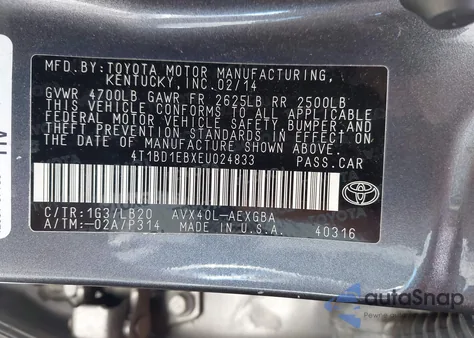 MFD.BY:TOYOTA MOTOR MANUFACTURING,
KENTUCKY, INC.02/14
GVWR 4700LB GAWR FR 2625LB RR 2500LB
THIS VEHICLE CONFORMS TO ALL APPLICABLE
FEDERAL MOTOR VEHICLE SAFETY,BUMPER,AND
THEFT PREVENTION STANDARDS IN EFFECT ON
THE DATE OF MANUFACTURE SHOWN ABOVE.
4T1BD1EBXEU024833 PASS.CAR
C/TR:1G3/LB20 AVX40L-AEXGBA
A/TM:-02A/P314 MADE IN U.S.A. 40316
TOYOTA
autoSnap